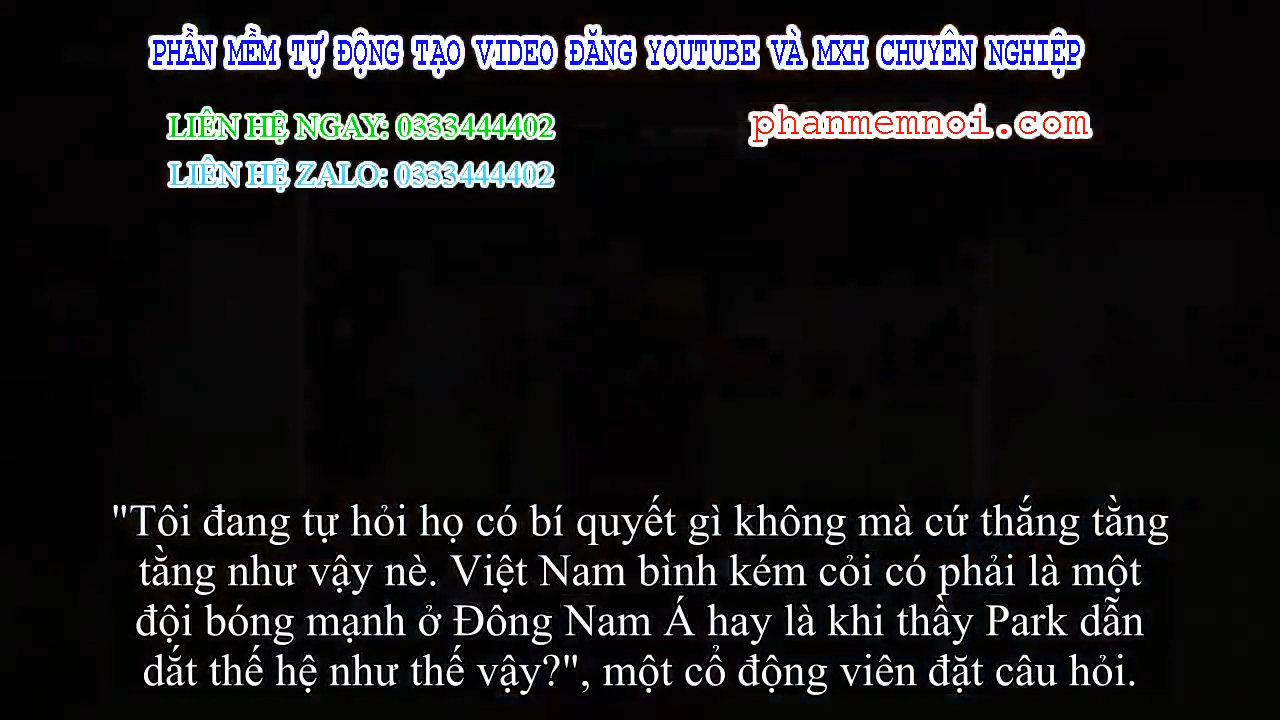 PHẦN MỀM TỰ ĐỘNG TẠO VIDEO ĐĂNG YOUTUBE VÀ MXH CHUYÊN NGHIỆP
LIÊN HỆ NGAY: 0333444402
phanmemnoi.com
LIÊN HỆ ZALO: 0333444402
"Tôi đang tự hỏi họ có bí quyết gì không mà cứ thắng tằng
tằng như vậy nè. Việt Nam bình kém cỏi có phải là một
đội bóng mạnh ở Đông Nam Á hay là khi thầy Park dẫn
dắt thế hệ như thế vậy?", một cổ động viên đặt câu hỏi.